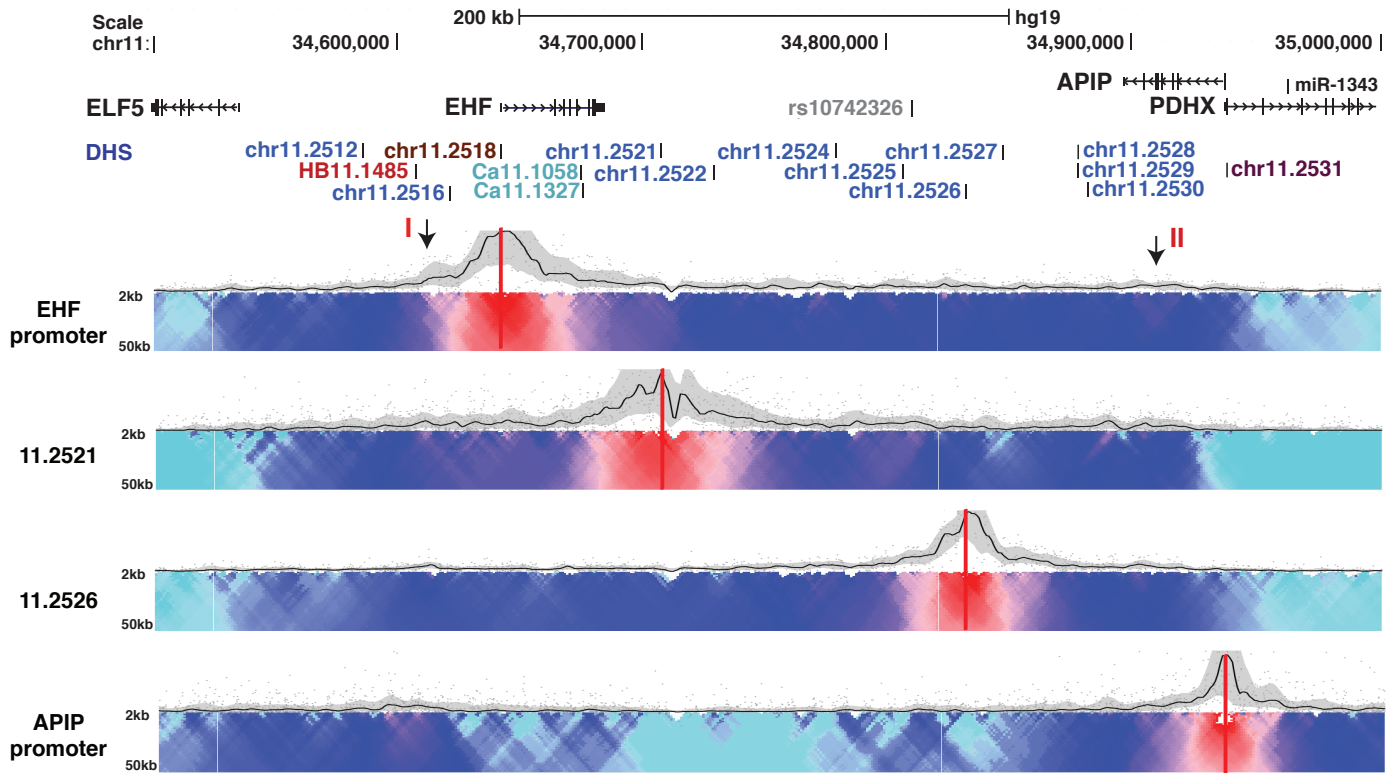 Scale 200 kb hg19
chr11: 34,600,000 34,700,000 34,800,000 34,900,000 35,000,000
APIP miR-1343
ELF5 EHF rs10742326 PDHX
DHS chr11.2512 chr11.2518 chr11.2521 chr11.2524 chr11.2527 chr11.2528
HB11.1485 Ca11.1058 chr11.2522 chr11.2525 chr11.2529 chr11.2531
chr11.2516 Ca11.1327 chr11.2526 chr11.2530
I II
2kb
EHF
promoter
50kb
2kb
11.2521
50kb
2kb
11.2526
50kb
2kb
APIP
promoter
50kb